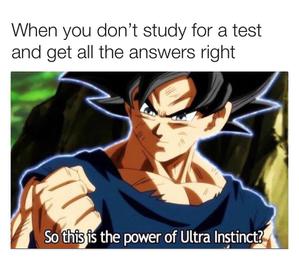 When you don’t study for a test
and get all the answers right
So this is the power of Ultra Instinct?